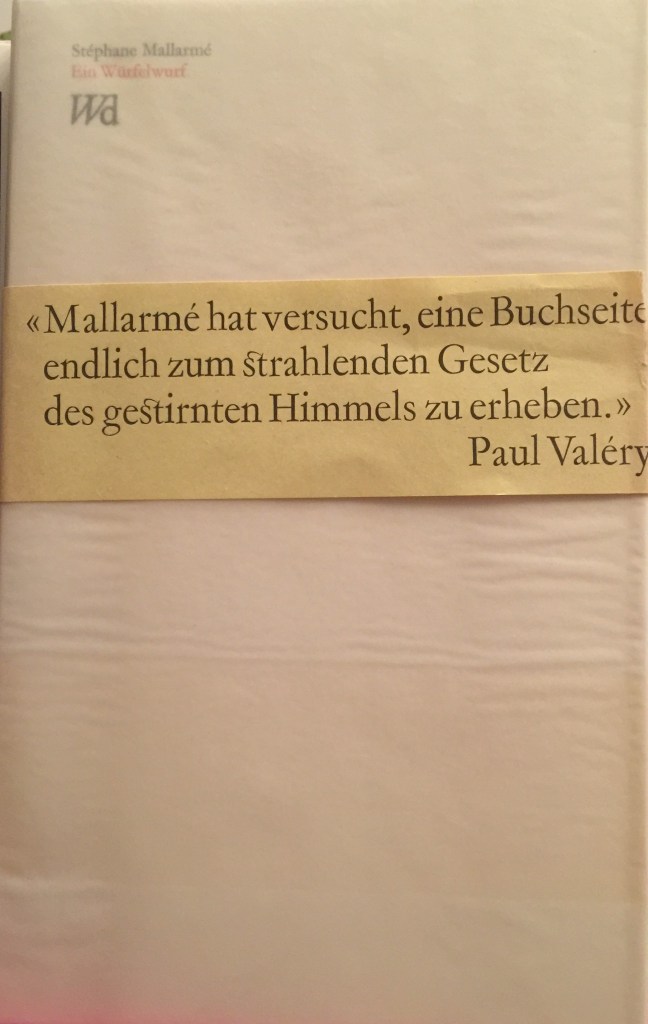 Stéphane Mallarmé
Ein Würfelwurf
Wd
«Mallarmé hat versucht, eine Buchseite
endlich zum strahlenden Gesetz
des gestirnten Himmels zu erheben.»
Paul Valéry